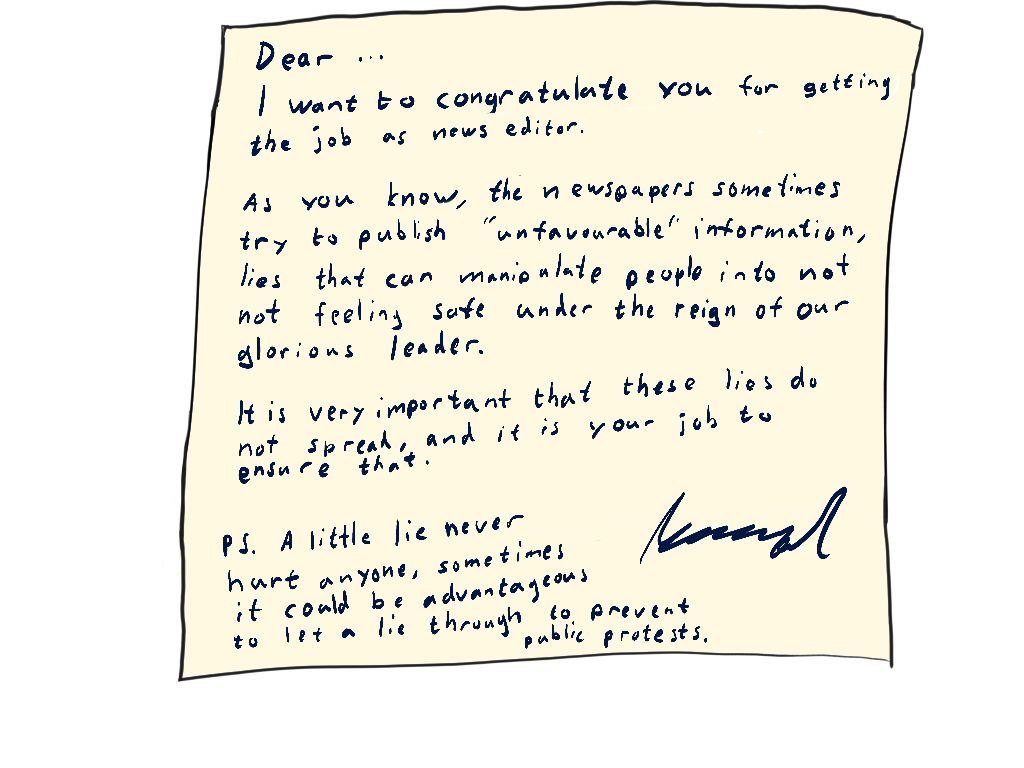 Dear ...
I want to congratulate you for getting
the job as news editor.
As you know, the newspapers sometimes
try to publish "unfavourable" information,
lies that can manipulate people into not
not feeling safe under the reign of our
glorious leader.
It is very important that these lies do
not spread, and it is your job to
ensure that.
PS. A little lie never
hurt anyone, sometimes
it could be advantageous
to let a lie through to prevent
public protests.